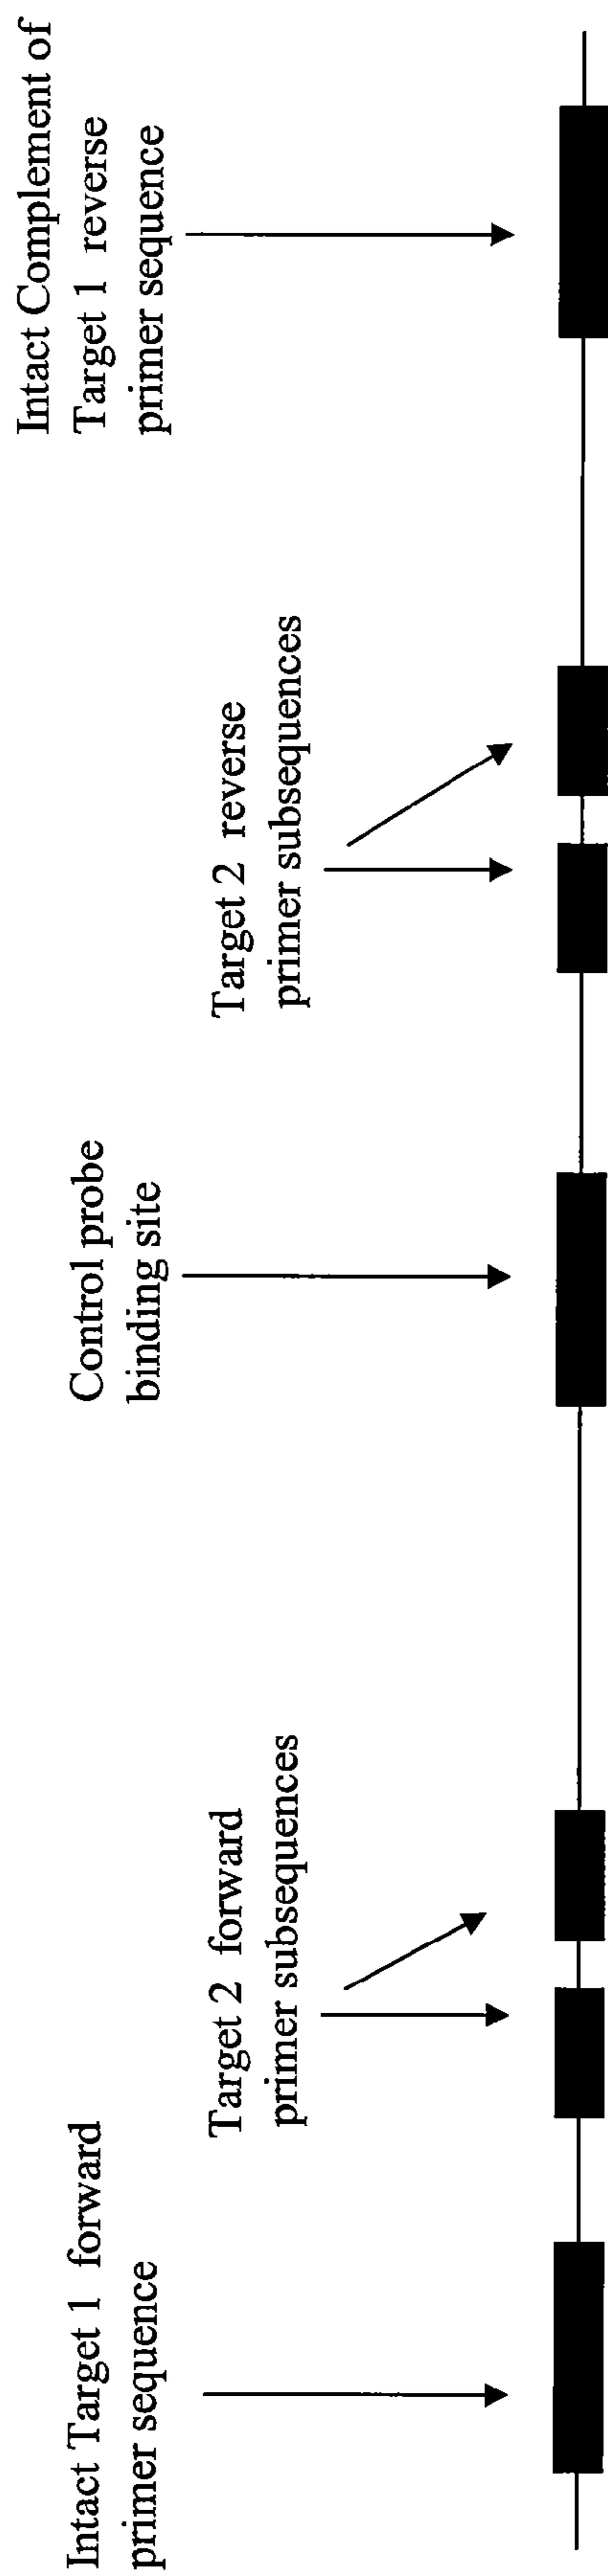 Intact Target 1 forward
primer sequence
Target 2 forward
primer subsequences
Control probe
binding site
Target 2 reverse
primer subsequences
Intact Complement of
Target 1 reverse
primer sequence